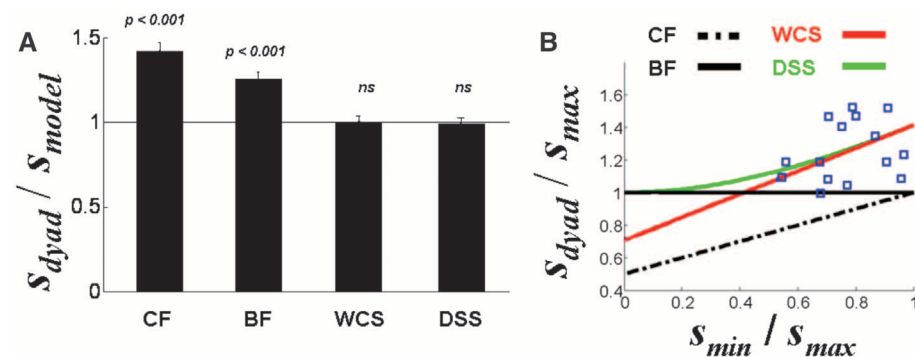 A
S_dyad / S_model
1.5
1
0.5
0
p < 0.001
p < 0.001
ns
ns
CF BF WCS DSS
B
CF WCS
BF DSS
S_dyad / S_max
1.6
1.4
1.2
1
0.8
0.6
0.4
0 0.2 0.4 0.6 0.8 1
S_min / S_max